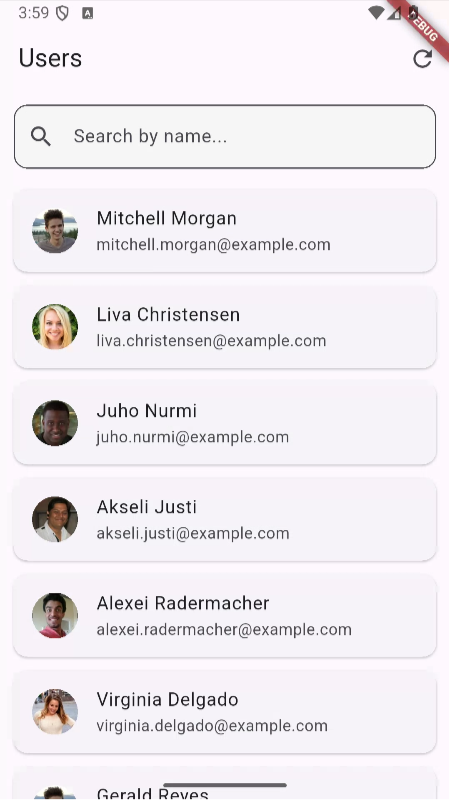 3:59
Users
Search by name...
Mitchell Morgan
mitchell.morgan@example.com
Liva Christensen
liva.christensen@example.com
Juho Nurmi
juho.nurmi@example.com
Akseli Justi
akseli.justi@example.com
Alexei Radermacher
alexei.radermacher@example.com
Virginia Delgado
virginia.delgado@example.com
Gerald Reyes